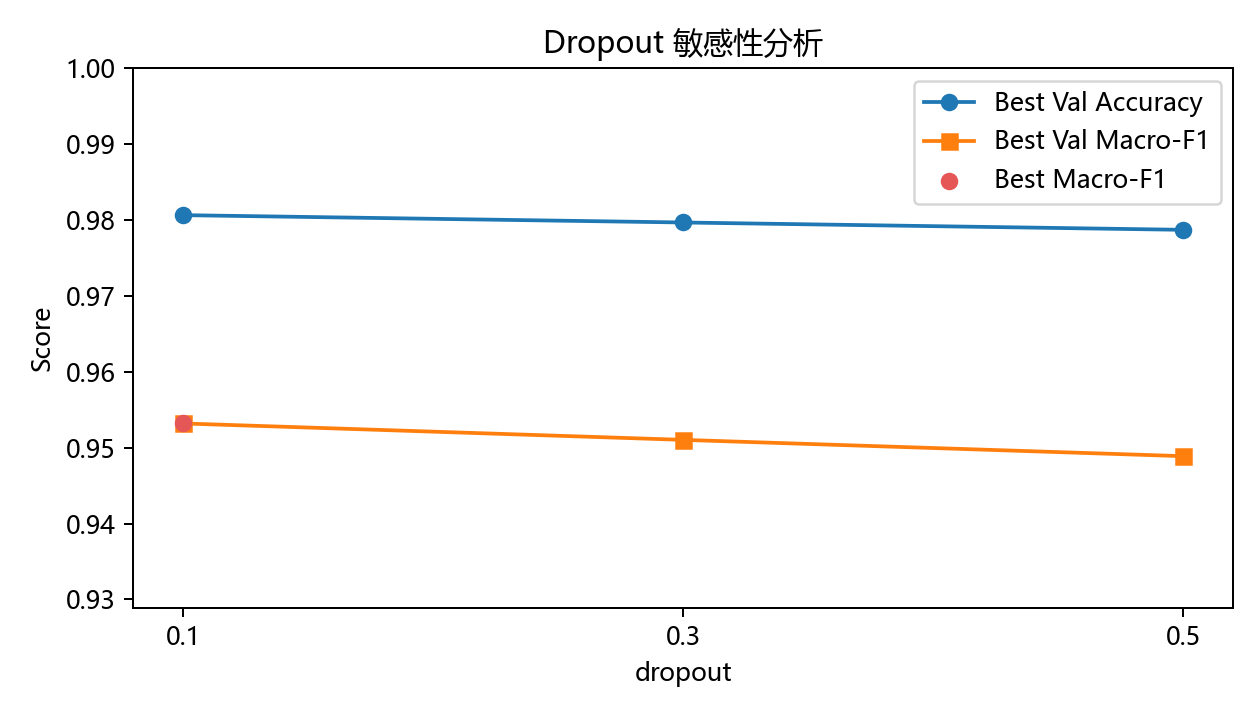 Dropout 敏感性分析
1.00
0.99
0.98
0.97
0.96
0.95
0.94
0.93
Score
Best Val Accuracy
Best Val Macro-F1
Best Macro-F1
0.1 0.3 0.5
dropout